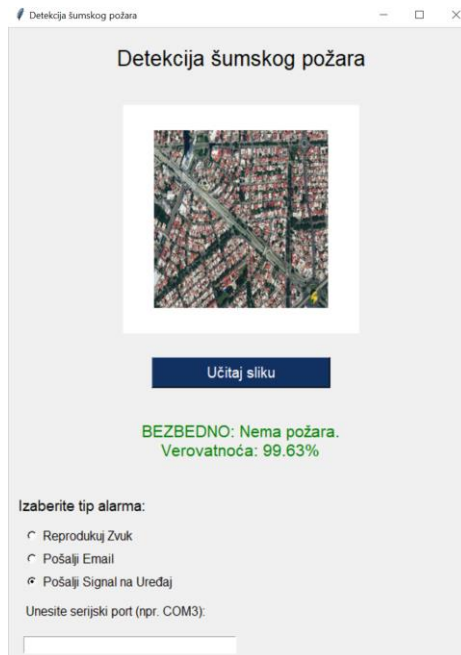 Detekcija šumskog požara
Detekcija šumskog požara
Učitaj sliku
BEZBEDNO: Nema požara.
Verovatnoća: 99.63%
Izaberite tip alarma:
Reprodukuj Zvuk
Pošalji Email
Pošalji Signal na Uređaj
Unesite serijski port (npr. COM3):